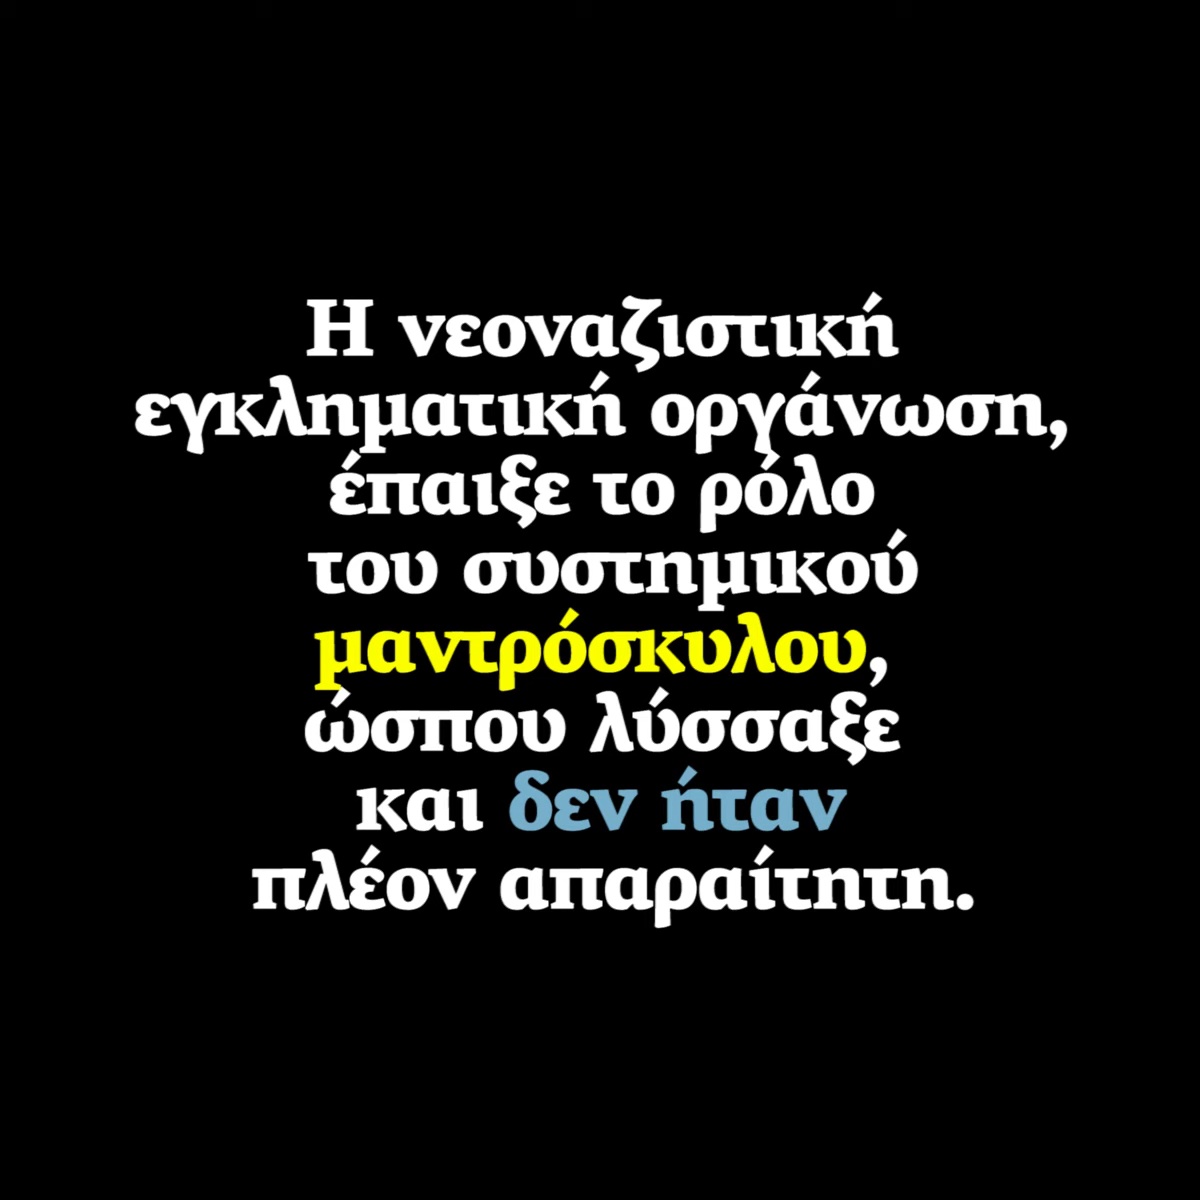 Η νεοναζιστική
εγκληματική οργάνωση,
έπαιξε το ρόλο
του συστημικού
μαντρόσκυλου,
ώσπου λύσσαξε
και δεν ήταν
πλέον απαραίτητη.